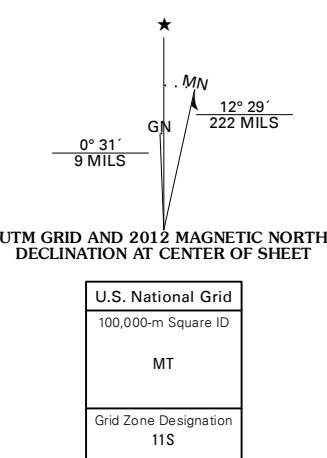 ★
MN
12° 29´
222 MILS
GN
0° 31´
9 MILS
UTM GRID AND 2012 MAGNETIC NORTH
DECLINATION AT CENTER OF SHEET
U.S. National Grid
100,000-m Square ID
MT
Grid Zone Designation
11S